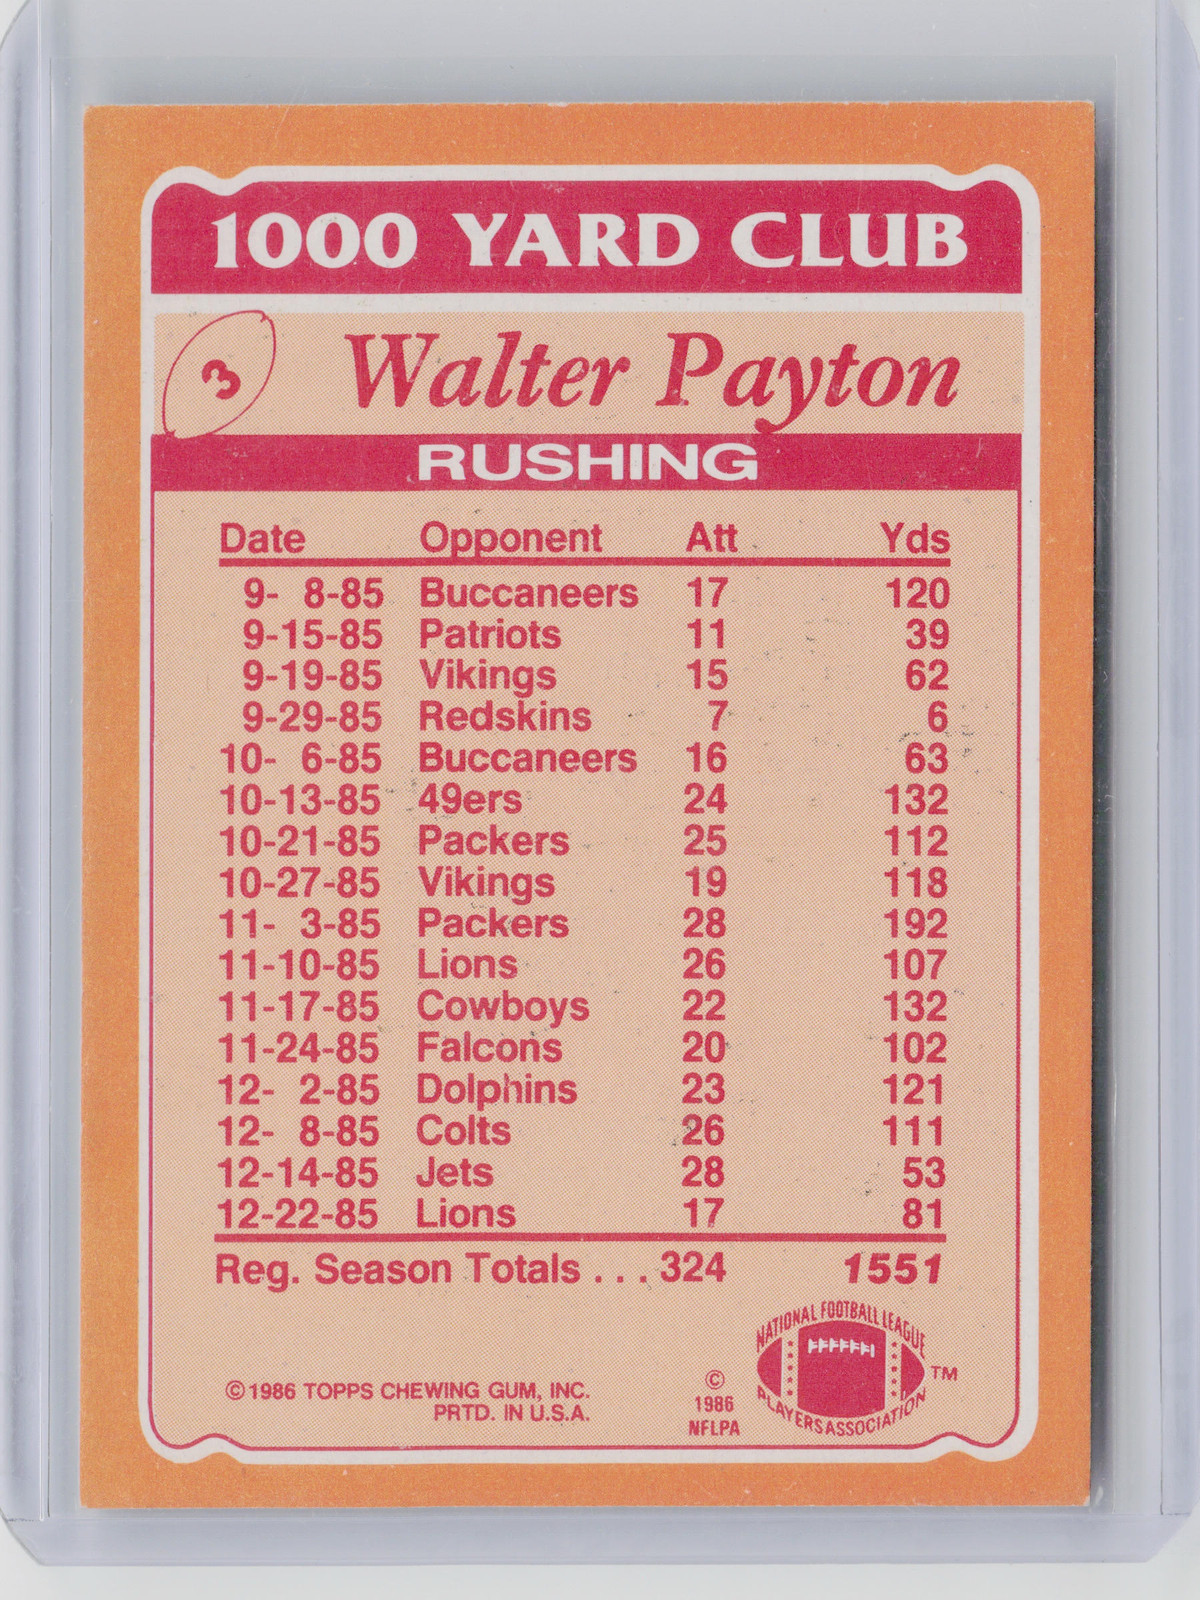 1000 YARD CLUB
3
Walter Payton
RUSHING
Date Opponent Att Yds
9- 8-85 Buccaneers 17 120
9-15-85 Patriots 11 39
9-19-85 Vikings 15 62
9-29-85 Redskins 7 6
10- 6-85 Buccaneers 16 63
10-13-85 49ers 24 132
10-21-85 Packers 25 112
10-27-85 Vikings 19 118
11- 3-85 Packers 28 192
11-10-85 Lions 26 107
11-17-85 Cowboys 22 132
11-24-85 Falcons 20 102
12- 2-85 Dolphins 23 121
12- 8-85 Colts 26 111
12-14-85 Jets 28 53
12-22-85 Lions 17 81
Reg. Season Totals ... 324 1551
© 1986 TOPPS CHEWING GUM, INC.
PRTD. IN U.S.A.
©
1986
NFLPA
NATIONAL FOOTBALL LEAGUE
PLAYERS ASSOCIATION
TM